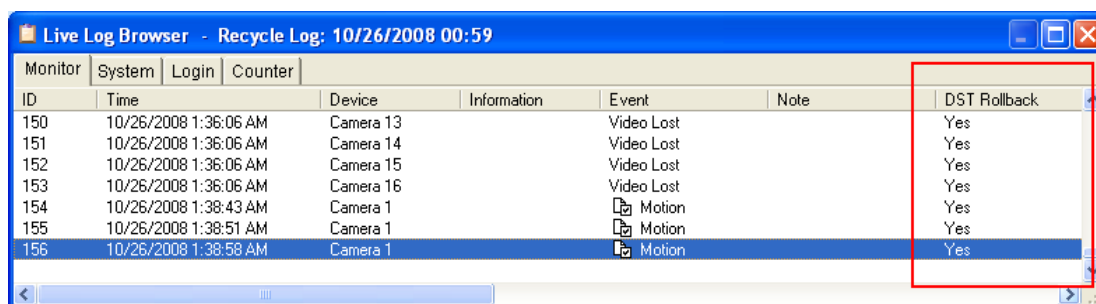 Live Log Browser - Recycle Log: 10/26/2008 00:59
Monitor System Login Counter
ID Time Device Information Event Note DST Rollback
150 10/26/2008 1:36:06 AM Camera 13 Video Lost Yes
151 10/26/2008 1:36:06 AM Camera 14 Video Lost Yes
152 10/26/2008 1:36:06 AM Camera 15 Video Lost Yes
153 10/26/2008 1:36:06 AM Camera 16 Video Lost Yes
154 10/26/2008 1:38:43 AM Camera 1 Motion Yes
155 10/26/2008 1:38:51 AM Camera 1 Motion Yes
156 10/26/2008 1:38:58 AM Camera 1 Motion Yes